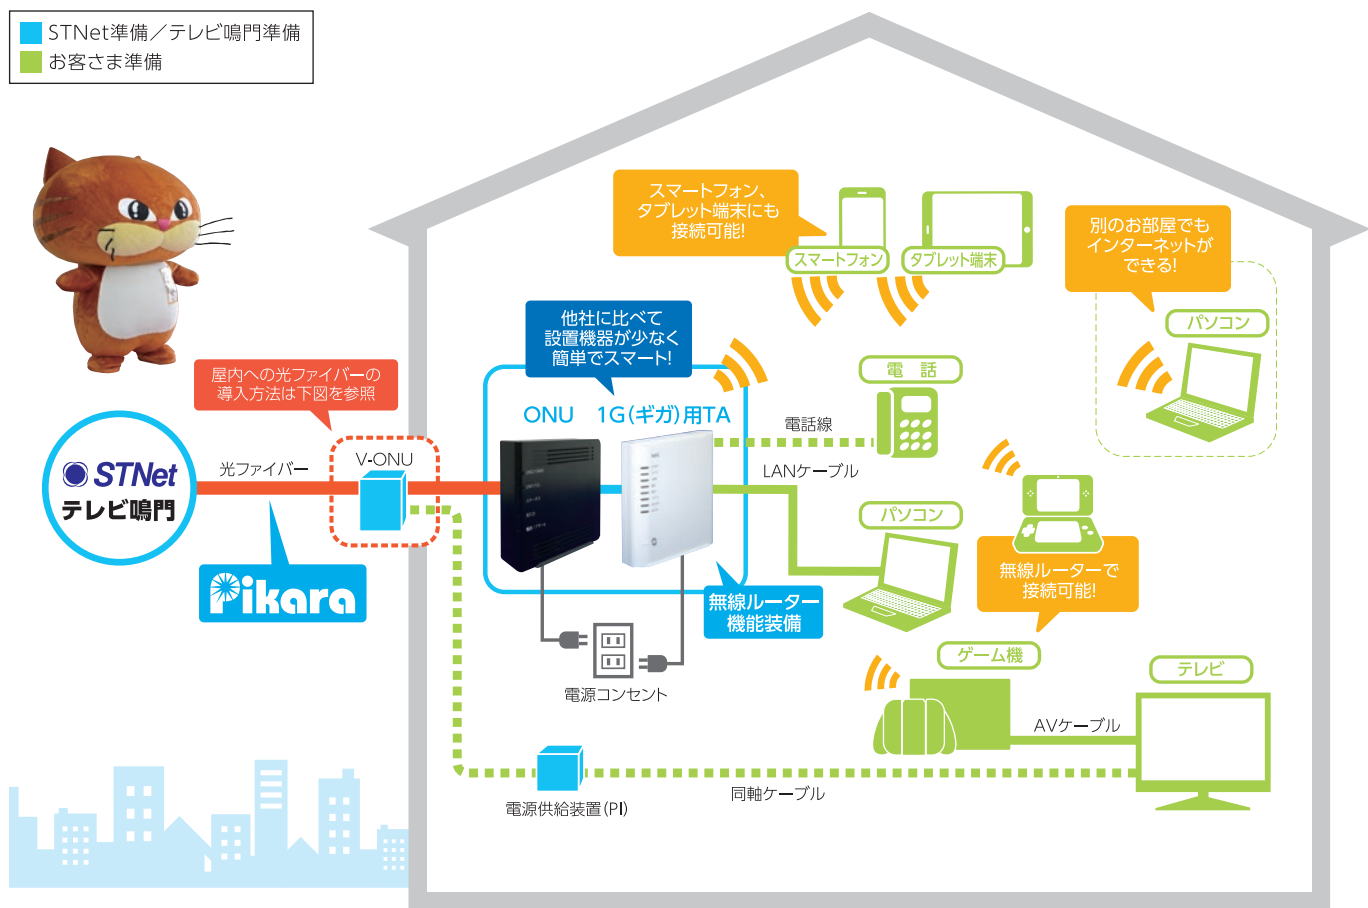 STNet準備／テレビ鳴門準備
お客さま準備
スマートフォン、
タブレット端末にも
接続可能!
スマートフォン
タブレット端末
別のお部屋でも
インターネットが
できる!
パソコン
他社に比べて
設置機器が少なく
簡単でスマート!
屋内への光ファイバーの
導入方法は下図を参照
電 話
ONU
1G(ギガ)用TA
電話線
STNet
テレビ鳴門
光ファイバー
V-ONU
LANケーブル
パソコン
Pikara
無線ルーター
機能装備
無線ルーターで
接続可能!
電源コンセント
ゲーム機
テレビ
AVケーブル
同軸ケーブル
電源供給装置(PI)